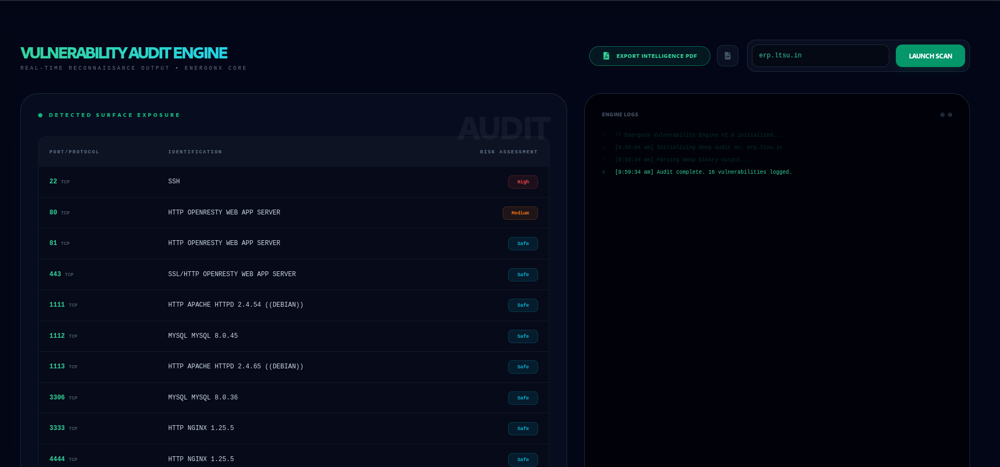 VULNERABILITY AUDIT ENGINE
REAL-TIME RECONNAISSANCE OUTPUT • ENERGONX CORE
EXPORT INTELLIGENCE PDF
erp.ltsu.in
LAUNCH SCAN
DETECTED SURFACE EXPOSURE
AUDIT
PORT/PROTOCOL IDENTIFICATION RISK ASSESSMENT
22 TCP SSH High
80 TCP HTTP OPENRESTY WEB APP SERVER Medium
81 TCP HTTP OPENRESTY WEB APP SERVER Safe
443 TCP SSL/HTTP OPENRESTY WEB APP SERVER Safe
1111 TCP HTTP APACHE HTTPD 2.4.54 ((DEBIAN)) Safe
1112 TCP MYSQL MYSQL 8.0.45 Safe
1113 TCP HTTP APACHE HTTPD 2.4.65 ((DEBIAN)) Safe
3306 TCP MYSQL MYSQL 8.0.36 Safe
3333 TCP HTTP NGINX 1.25.5 Safe
4444 TCP HTTP NGINX 1.25.5 Safe
ENGINE LOGS
// EnergonX Vulnerability Engine v2.0 initialized...
[9:58:04 am] Initializing deep audit on: erp.ltsu.in
[9:59:34 am] Parsing Nmap binary output...
# [9:59:34 am] Audit complete. 16 vulnerabilities logged.